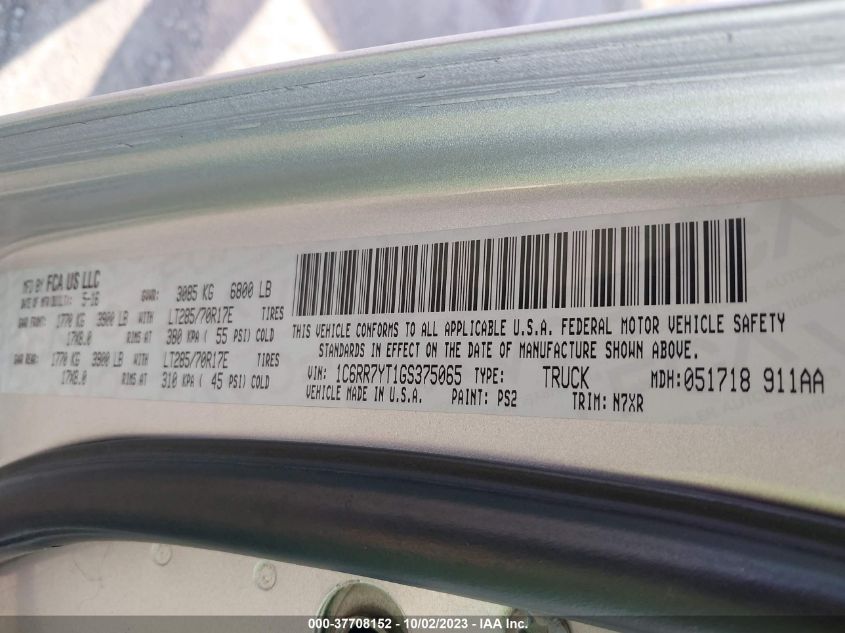 MFD BY FCA US LLC
DATE OF MFR/BUILT: 5-16 GVWR: 3085 KG 6800 LB
GAWR FRONT: 1770 KG 3900 LB WITH LT285/70R17E TIRES
17X8.0 RIMS AT 380 KPA ( 55 PSI) COLD
GAWR REAR: 1770 KG 3900 LB WITH LT285/70R17E TIRES
17X8.0 RIMS AT 310 KPA ( 45 PSI) COLD
THIS VEHICLE CONFORMS TO ALL APPLICABLE U.S.A. FEDERAL MOTOR VEHICLE SAFETY
STANDARDS IN EFFECT ON THE DATE OF MANUFACTURE SHOWN ABOVE.
VIN: 1C6RR7YT1GS375065 TYPE: TRUCK MDH:051718 911AA
VEHICLE MADE IN U.S.A. PAINT: PS2 TRIM: N7XR
000-37708152 - 10/02/2023 - IAA Inc.